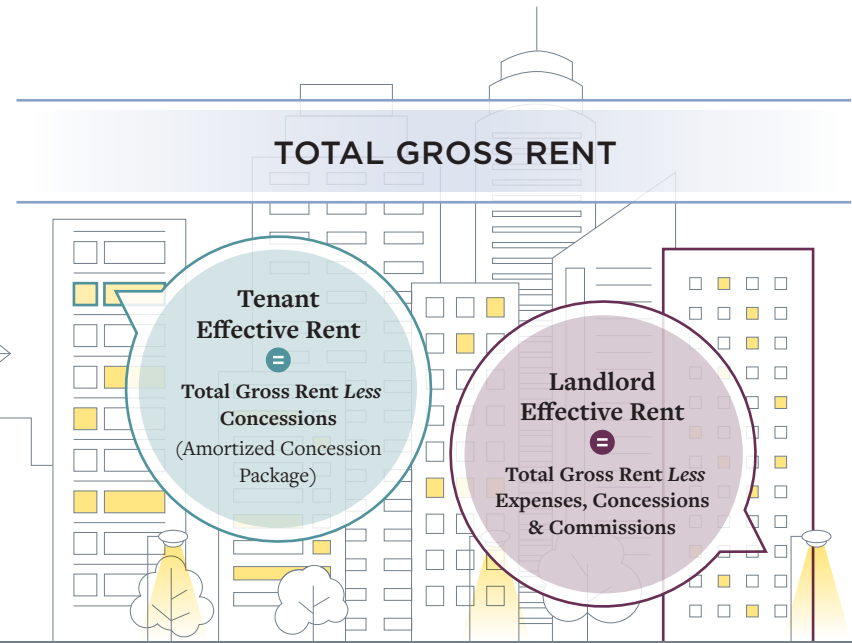 TOTAL GROSS RENT
Tenant
Effective Rent
=
Total Gross Rent Less
Concessions
(Amortized Concession
Package)
Landlord
Effective Rent
=
Total Gross Rent Less
Expenses, Concessions
& Commissions